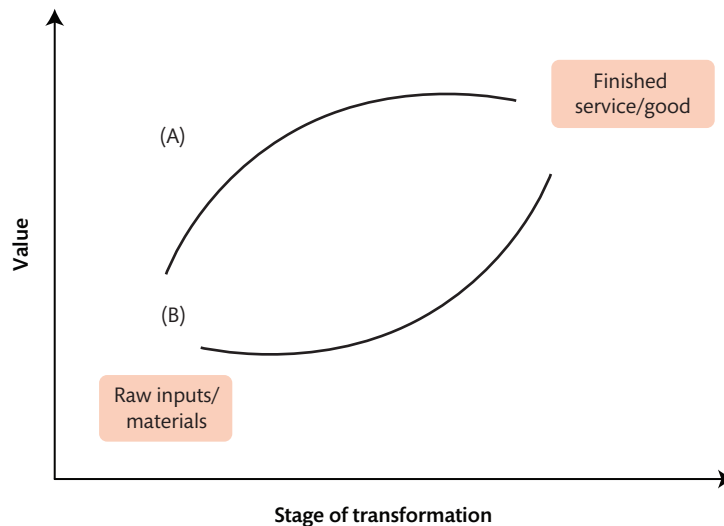 Finished
service/good
(A)
Value
(B)
Raw inputs/
materials
Stage of transformation